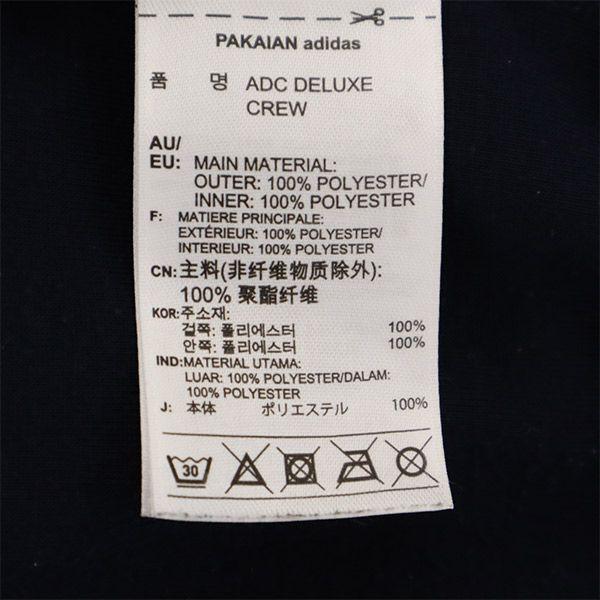 PAKAIAN adidas
품 명 ADC DELUXE
CREW
AU/
EU: MAIN MATERIAL:
OUTER: 100% POLYESTER/
INNER: 100% POLYESTER
F: MATIERE PRINCIPALE:
EXTÉRIEUR: 100% POLYESTER/
INTERIEUR: 100% POLYESTER
CN: 主料(非纤维物质除外):
100% 聚酯纤维
KOR: 주소재:
겉쪽: 폴리에스터 100%
안쪽: 폴리에스터 100%
IND: MATERIAL UTAMA:
LUAR: 100% POLYESTER/DALAM:
100% POLYESTER
J: 本体 ポリエステル 100%
30